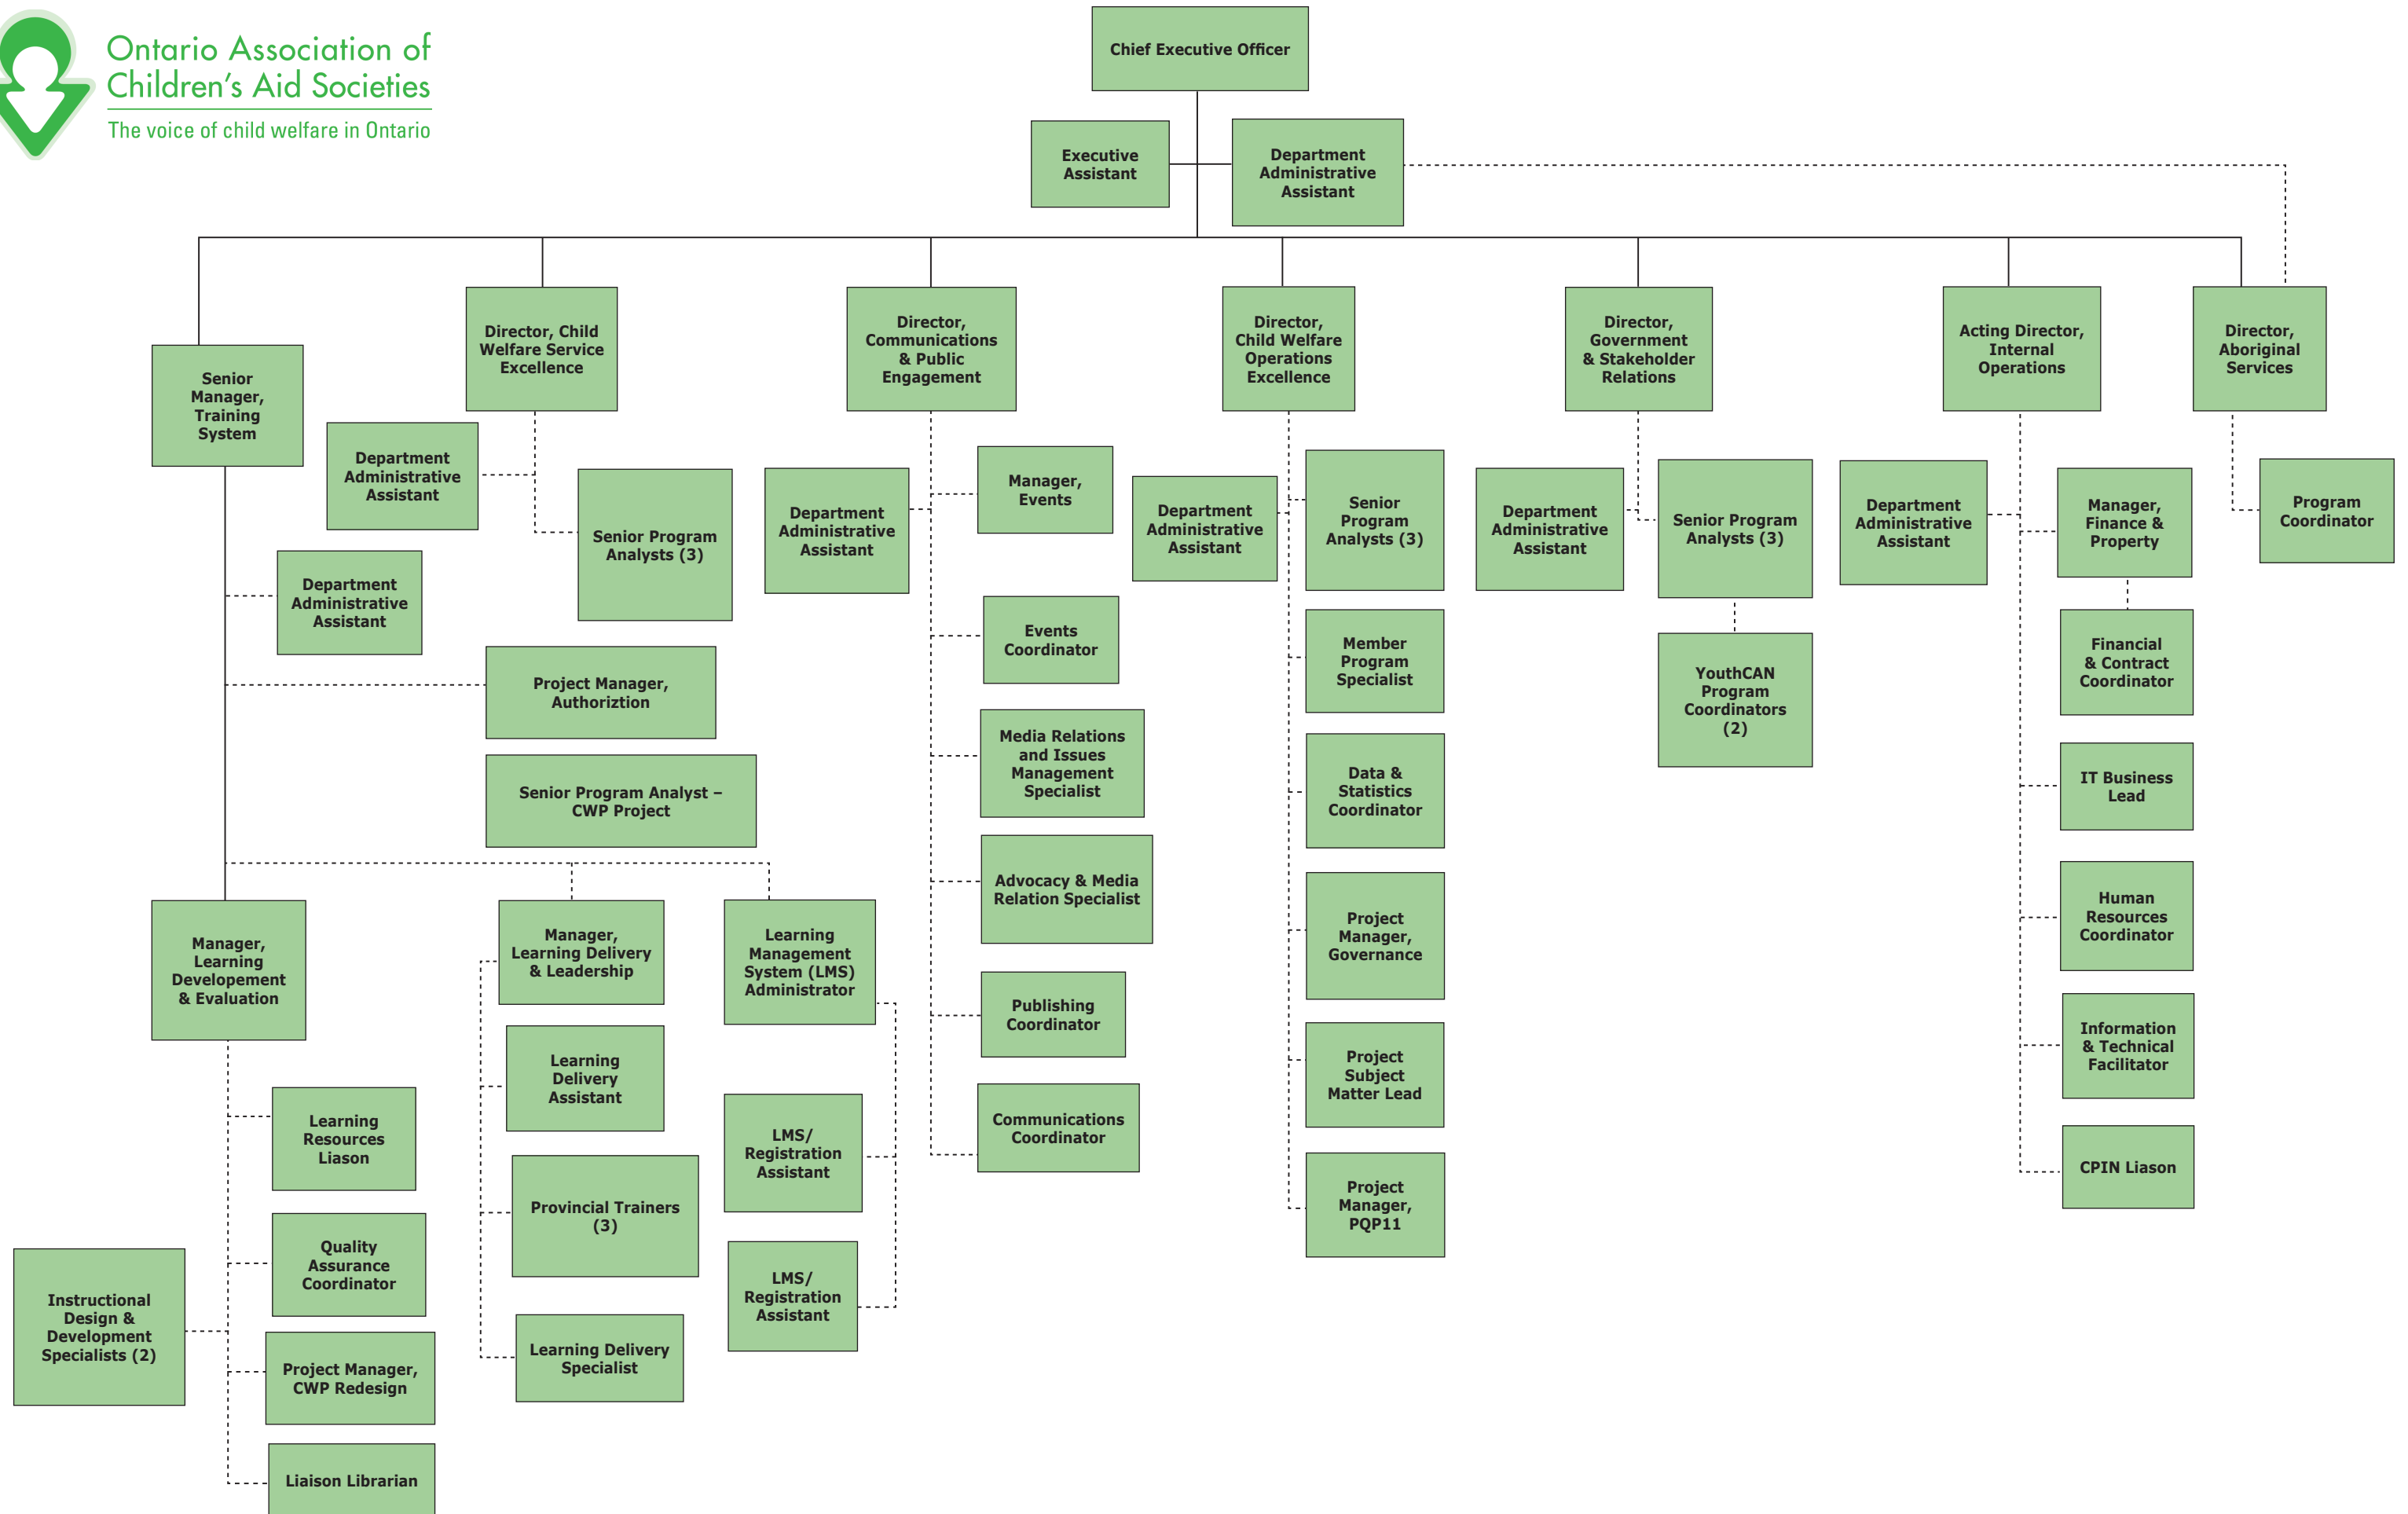 Ontario Association of
Children's Aid Societies
The voice of child welfare in Ontario
Chief Executive Officer
Executive
Assistant
Department
Administrative
Assistant
Senior
Manager,
Training
System
Director, Child
Welfare Service
Excellence
Director,
Communications
& Public
Engagement
Director,
Child Welfare
Operations
Excellence
Director,
Government
& Stakeholder
Relations
Acting Director,
Internal
Operations
Director,
Aboriginal
Services
Department
Administrative
Assistant
Project Manager,
Authoriztion
Senior Program Analyst –
CWP Project
Manager,
Learning
Developement
& Evaluation
Learning
Resources
Liason
Quality
Assurance
Coordinator
Instructional
Design &
Development
Specialists (2)
Project Manager,
CWP Redesign
Liaison Librarian
Manager,
Learning Delivery
& Leadership
Learning
Delivery
Assistant
Provincial Trainers
(3)
Learning Delivery
Specialist
Learning
Management
System (LMS)
Administrator
LMS/
Registration
Assistant
LMS/
Registration
Assistant
Department
Administrative
Assistant
Senior Program
Analysts (3)
Department
Administrative
Assistant
Manager,
Events
Events
Coordinator
Media Relations
and Issues
Management
Specialist
Advocacy & Media
Relation Specialist
Publishing
Coordinator
Communications
Coordinator
Department
Administrative
Assistant
Senior
Program
Analysts (3)
Member
Program
Specialist
Data &
Statistics
Coordinator
Project
Manager,
Governance
Project
Subject
Matter Lead
Project
Manager,
PQP11
Department
Administrative
Assistant
Senior Program
Analysts (3)
YouthCAN
Program
Coordinators
(2)
Department
Administrative
Assistant
Manager,
Finance &
Property
Financial
& Contract
Coordinator
IT Business
Lead
Human
Resources
Coordinator
Information
& Technical
Facilitator
CPIN Liason
Program
Coordinator